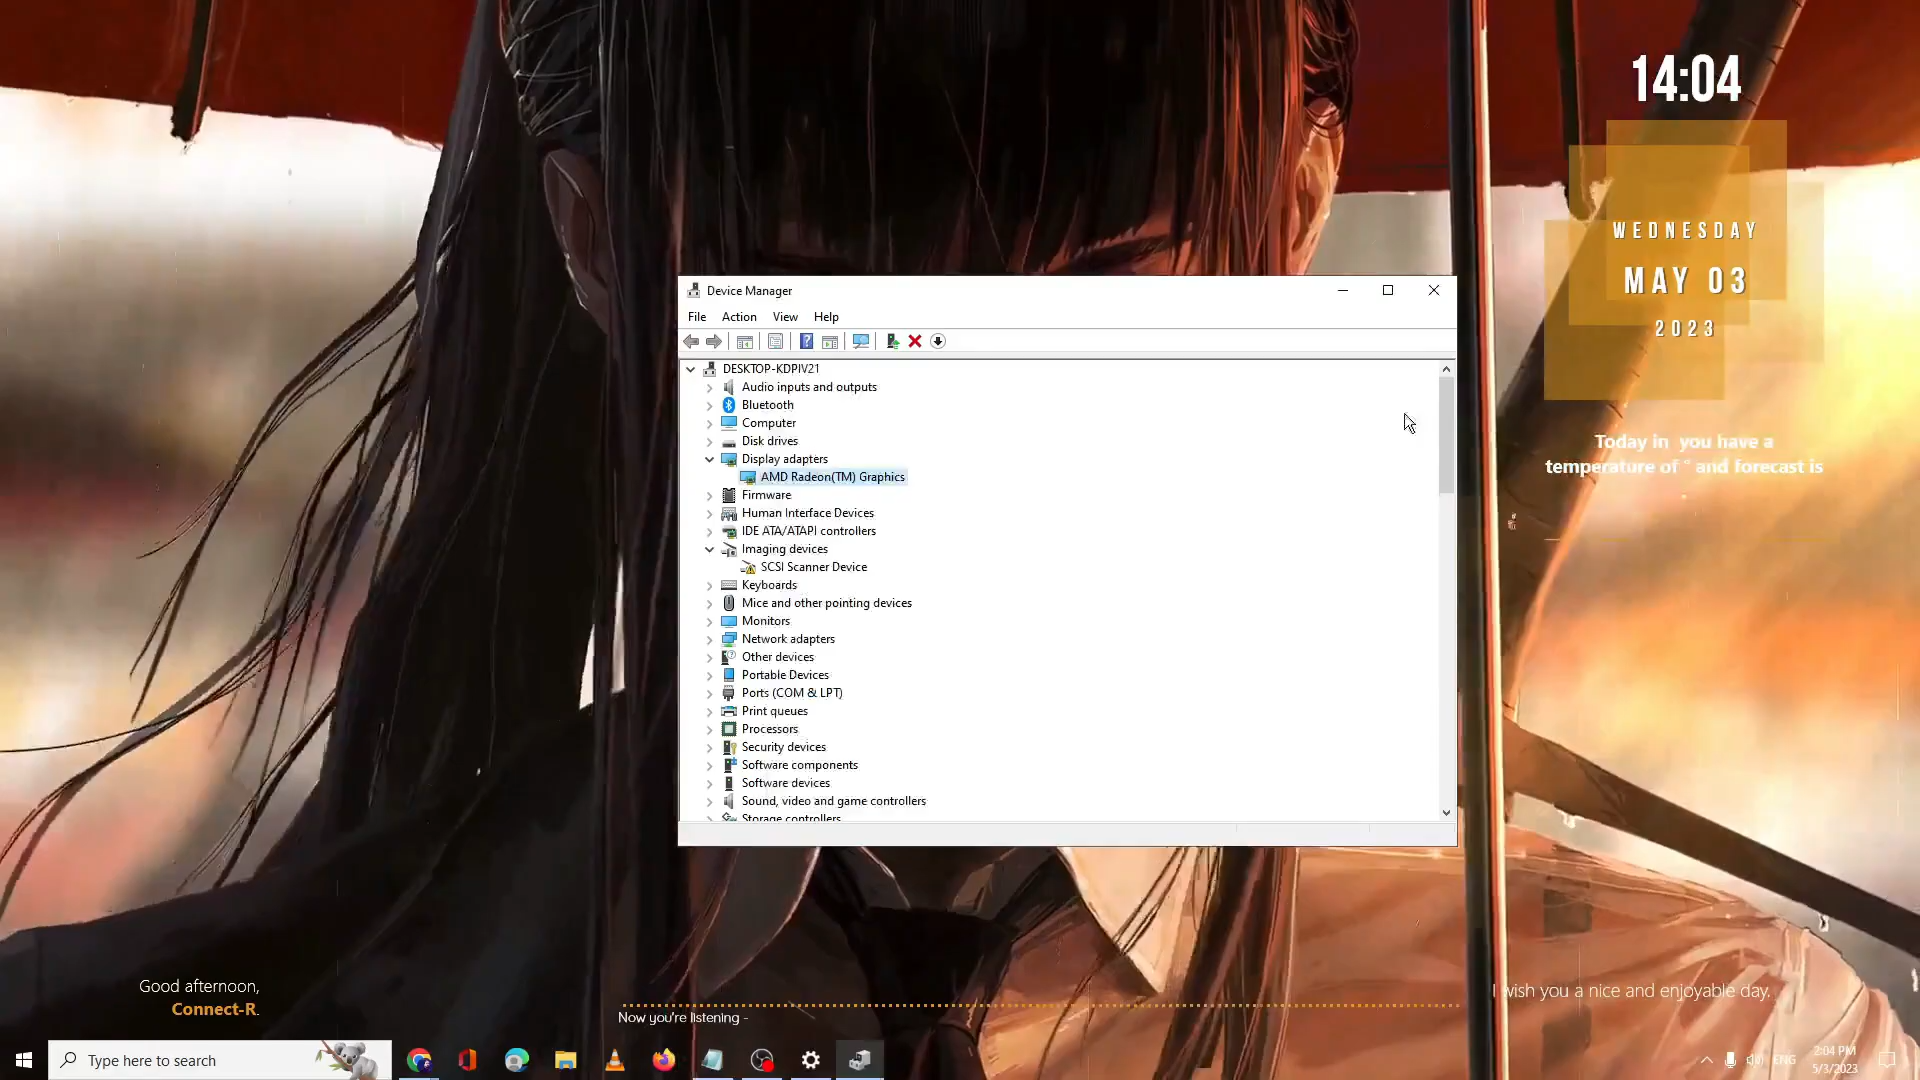 14:04
WEDNESDAY
MAY 03
2023
Today in you have a
temperature of ° and forecast is
.
Device Manager
File Action View Help
DESKTOP-KDPIV21
Audio inputs and outputs
Bluetooth
Computer
Disk drives
Display adapters
AMD Radeon(TM) Graphics
Firmware
Human Interface Devices
IDE ATA/ATAPI controllers
Imaging devices
SCSI Scanner Device
Keyboards
Mice and other pointing devices
Monitors
Network adapters
Other devices
Portable Devices
Ports (COM & LPT)
Print queues
Processors
Security devices
Software components
Software devices
Sound, video and game controllers
Storage controllers
Good afternoon,
Connect-R.
Now you're listening -
I wish you a nice and enjoyable day.
Type here to search
ENG
2:04 PM
5/3/2023